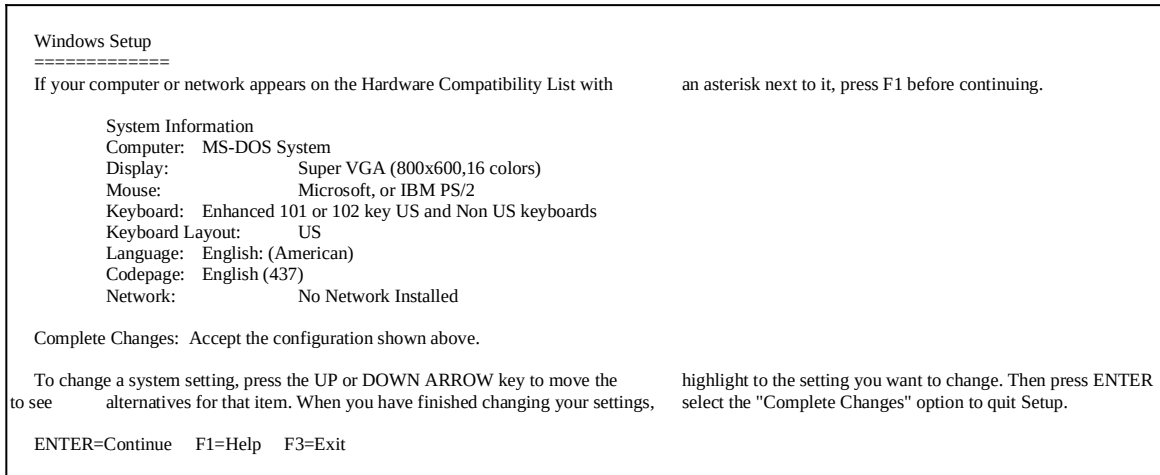 Windows Setup
=============
If your computer or network appears on the Hardware Compatibility List with an asterisk next to it, press F1 before continuing.
System Information
Computer: MS-DOS System
Display: Super VGA (800x600,16 colors)
Mouse: Microsoft, or IBM PS/2
Keyboard: Enhanced 101 or 102 key US and Non US keyboards
Keyboard Layout: US
Language: English: (American)
Codepage: English (437)
Network: No Network Installed
Complete Changes: Accept the configuration shown above.
To change a system setting, press the UP or DOWN ARROW key to move the highlight to the setting you want to change. Then press ENTER
to see alternatives for that item. When you have finished changing your settings, select the "Complete Changes" option to quit Setup.
ENTER=Continue F1=Help F3=Exit